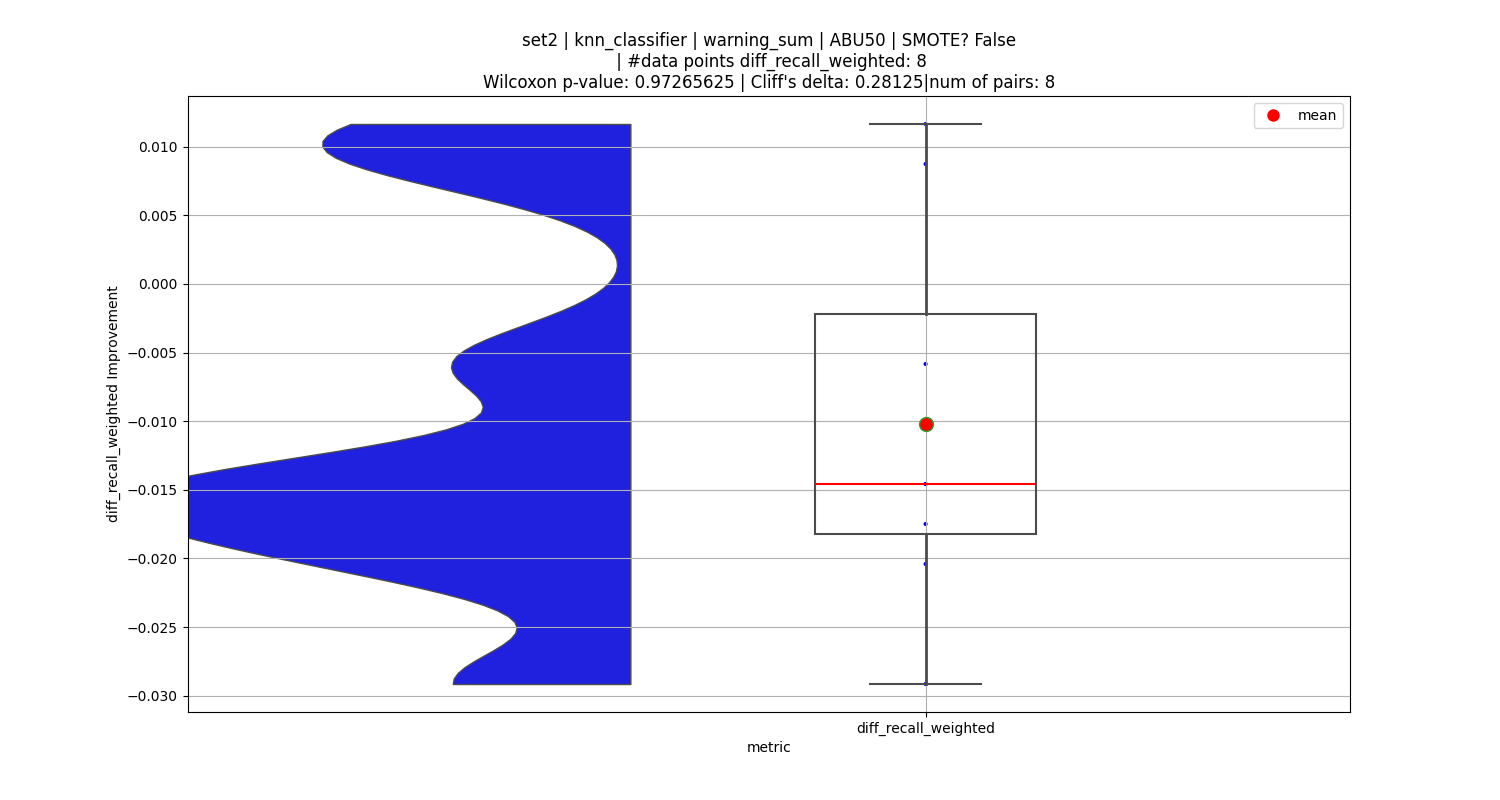 set2 | knn_classifier | warning_sum | ABU50 | SMOTE? False
| #data points diff_recall_weighted: 8
Wilcoxon p-value: 0.97265625 | Cliff's delta: 0.28125|num of pairs: 8
mean
0.010
0.005
0.000
−0.005
−0.010
−0.015
−0.020
−0.025
−0.030
diff_recall_weighted Improvement
diff_recall_weighted
metric